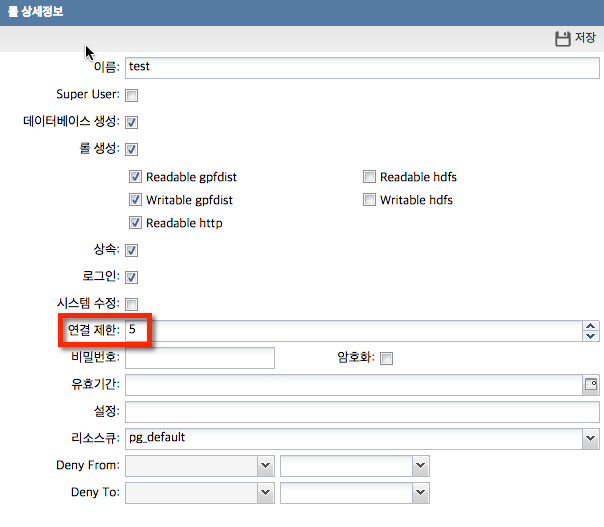 롤 상세정보
저장
이름: test
Super User:
데이터베이스 생성:
롤 생성:
Readable gpfdist Readable hdfs
Writable gpfdist Writable hdfs
Readable http
상속:
로그인:
시스템 수정:
연결 제한: 5
비밀번호: 암호화:
유효기간:
설정:
리소스큐: pg_default
Deny From:
Deny To: